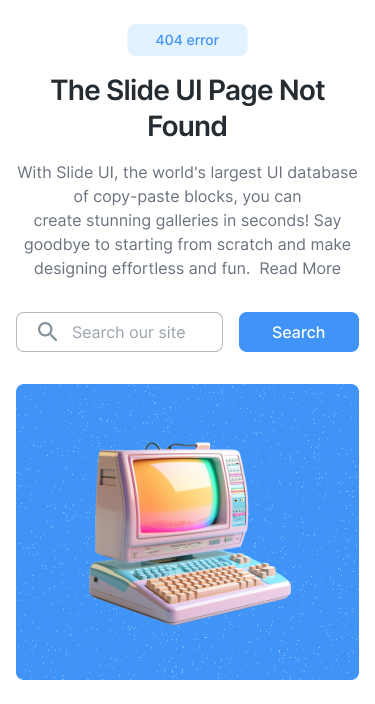 404 error
The Slide UI Page Not
Found
With Slide UI, the world's largest UI database
of copy-paste blocks, you can
create stunning galleries in seconds! Say
goodbye to starting from scratch and make
designing effortless and fun.  Read More
Search our site
Search